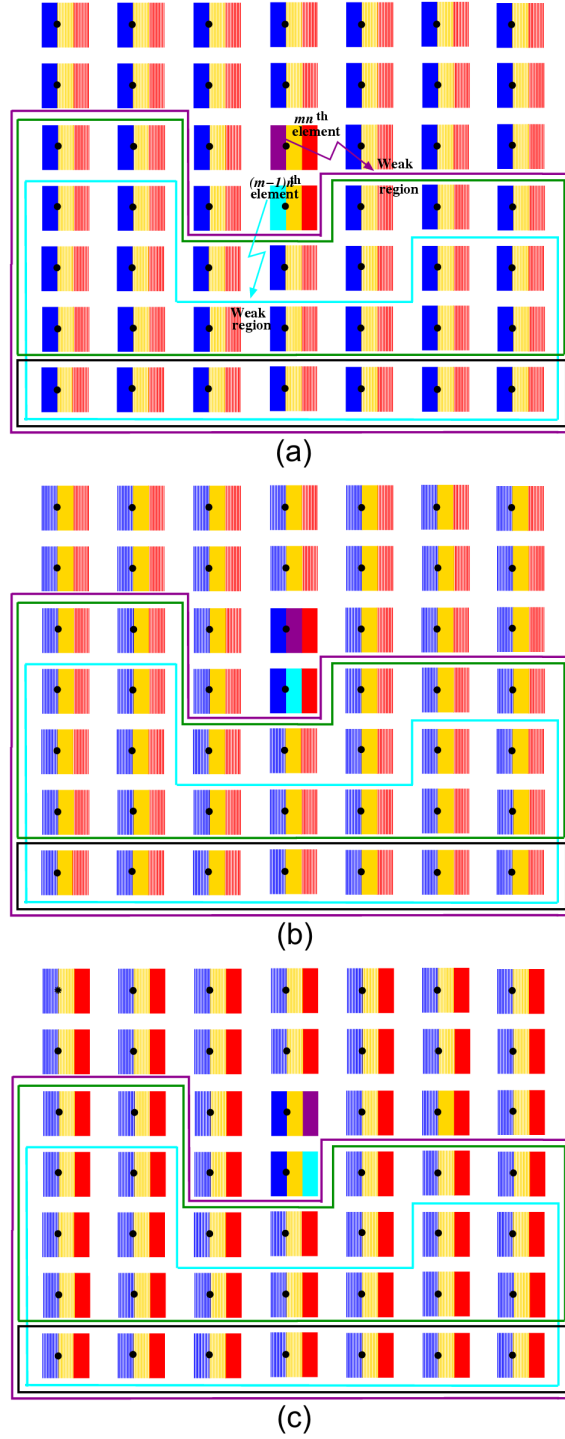 mn th
element
Weak
region
(m−1)n th
element
Weak
region
(a)
(b)
(c)